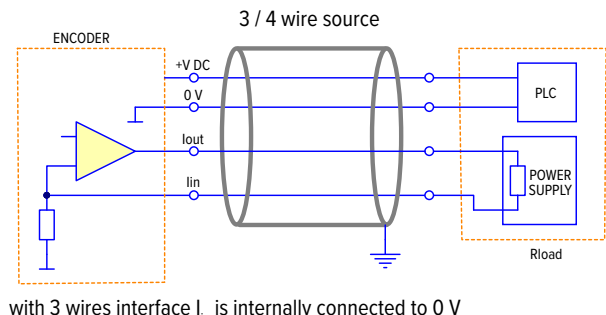 3 / 4 wire source
ENCODER
+V DC
0 V
PLC
Iout
Iin
POWER
SUPPLY
Rload
with 3 wires interface I is internally connected to 0 V